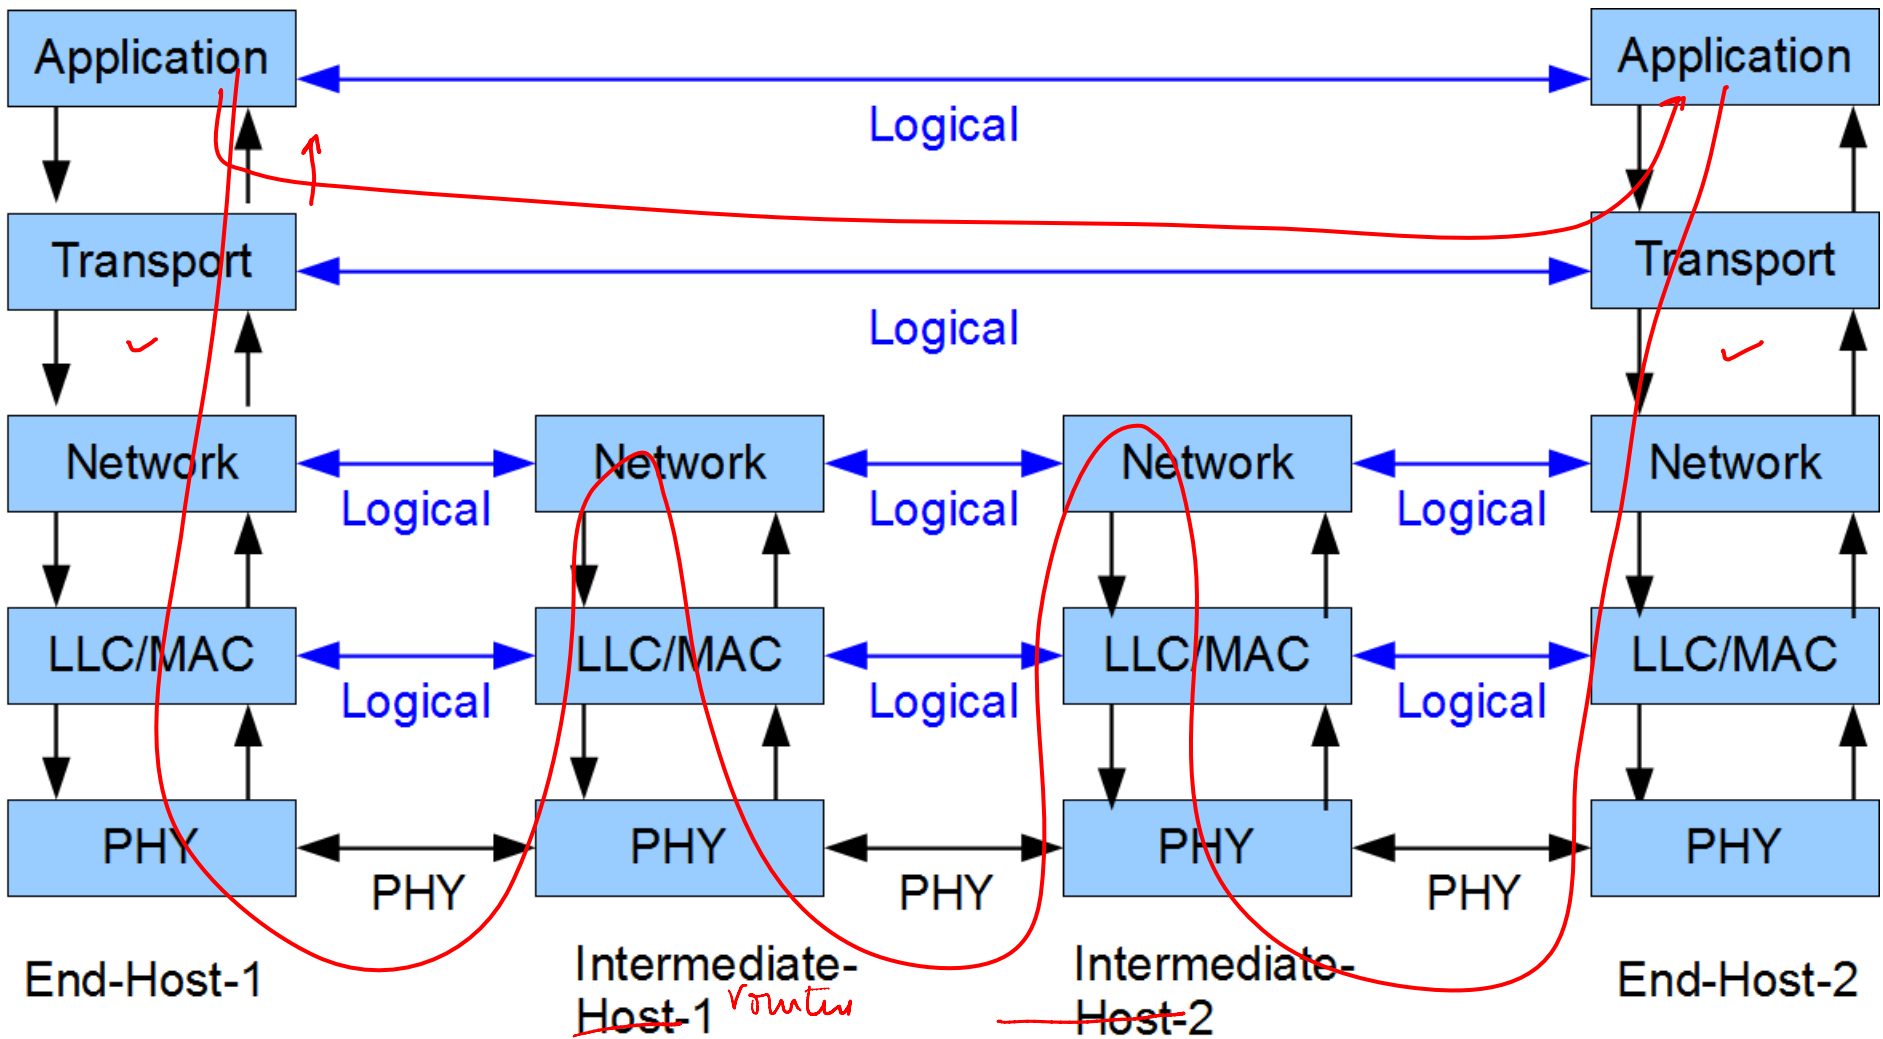 Application
Application
Logical
Transport
Transport
Logical
Network
Network
Network
Network
Logical
Logical
Logical
LLC/MAC
LLC/MAC
LLC/MAC
LLC/MAC
Logical
Logical
Logical
PHY
PHY
PHY
PHY
PHY
PHY
PHY
End-Host-1
Intermediate-
Host-1
Intermediate-
Host-2
End-Host-2